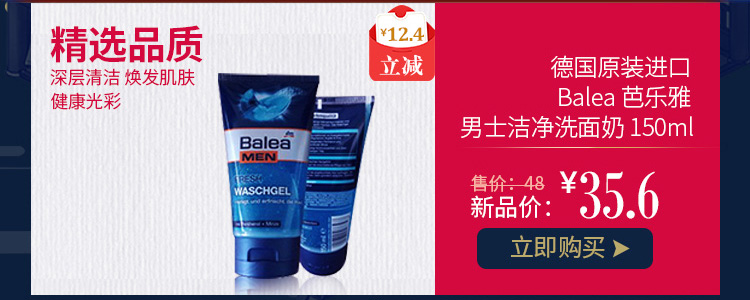 精选品质
深层清洁 焕发肌肤
健康光彩
¥12.4
立减
Balea
MEN
FRESH
WASCHGEL
德国原装进口
Balea 芭乐雅
男士洁净洗面奶 150ml
售价：48
新品价：¥35.6
立即购买